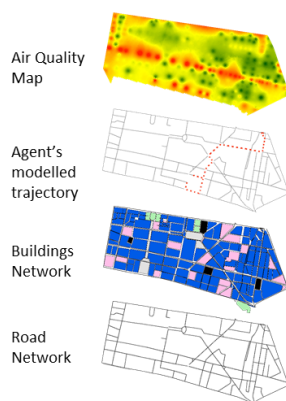 Air Quality
Map
Agent's
modelled
trajectory
Buildings
Network
Road
Network